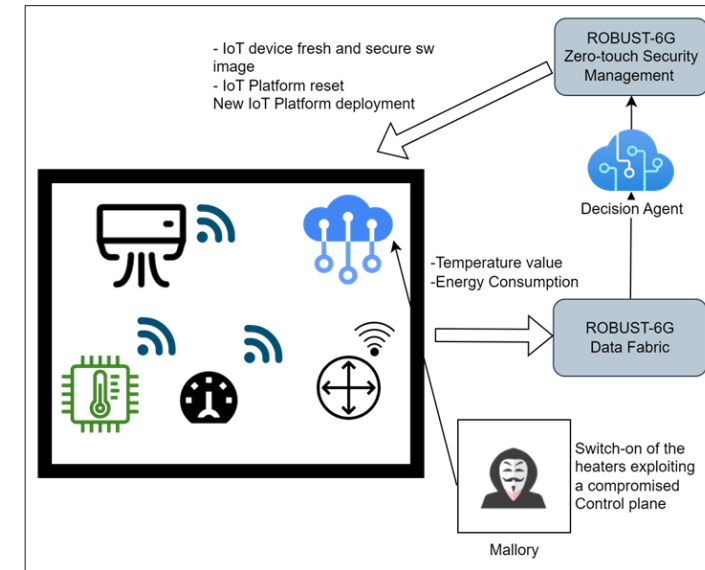 - IoT device fresh and secure sw
image
- IoT Platform reset
New IoT Platform deployment
ROBUST-6G
Zero-touch Security
Management
Decision Agent
-Temperature value
-Energy Consumption
ROBUST-6G
Data Fabric
Switch-on of the
heaters exploiting
a compromised
Control plane
Mallory